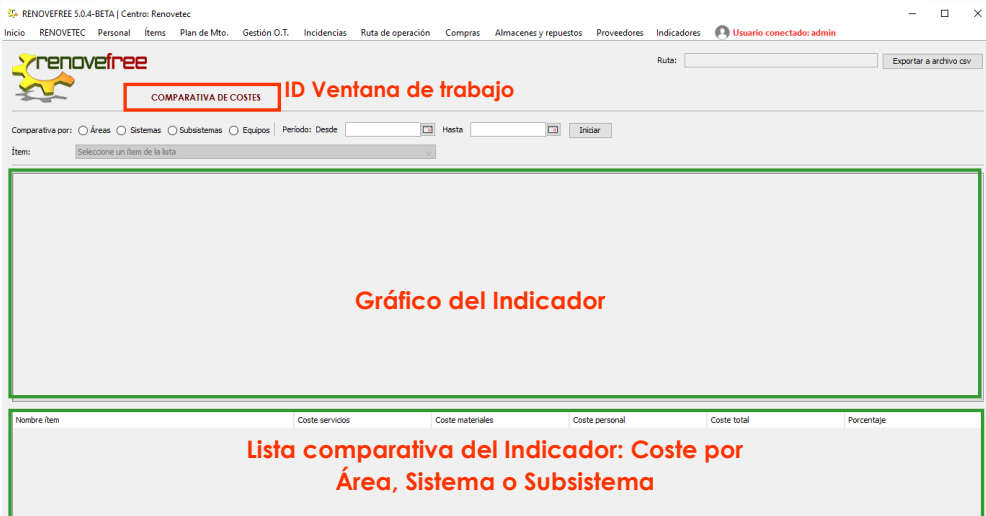 RENOVEFREE 5.0.4-BETA | Centro: Renovetec
Inicio RENOVETEC Personal Ítems Plan de Mto. Gestión O.T. Incidencias Ruta de operación Compras Almacenes y repuestos Proveedores Indicadores Usuario conectado: admin
renovefree
Ruta: Exportar a archivo csv
COMPARATIVA DE COSTES
ID Ventana de trabajo
Comparativa por: Áreas Sistemas Subsistemas Equipos Período: Desde Hasta Iniciar
Ítem: Seleccione un ítem de la lista
Gráfico del Indicador
Nombre ítem Coste servicios Coste materiales Coste personal Coste total Porcentaje
Lista comparativa del Indicador: Coste por
Área, Sistema o Subsistema